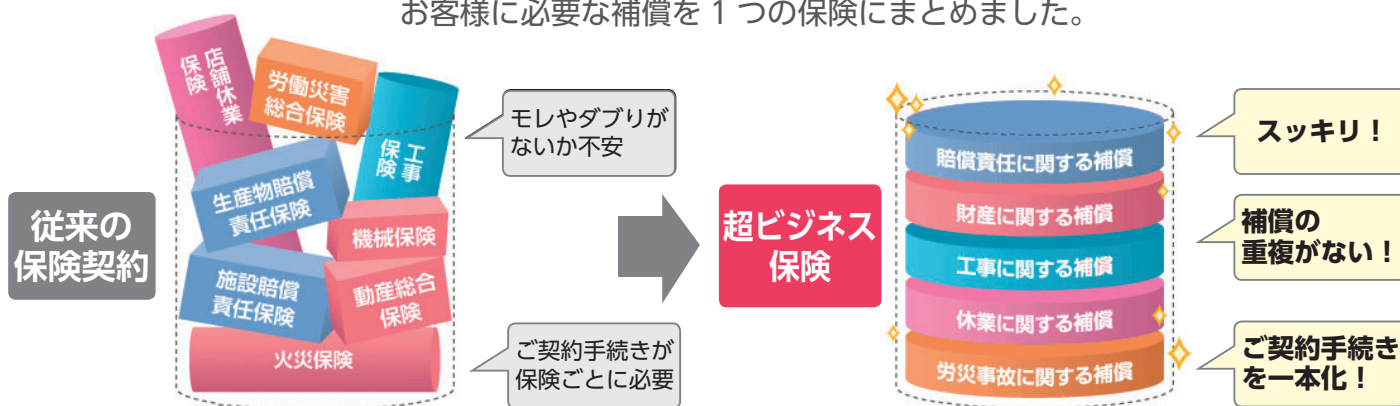 お客様に必要な補償を1つの保険にまとめました。
従来の
保険契約
店舗休業
保険
労働災害
総合保険
工事
保険
生産物賠償
責任保険
機械保険
施設賠償
責任保険
動産総合
保険
火災保険
モレやダブりが
ないか不安
ご契約手続きが
保険ごとに必要
超ビジネス
保険
賠償責任に関する補償
財産に関する補償
工事に関する補償
休業に関する補償
労災事故に関する補償
スッキリ！
補償の
重複がない！
ご契約手続き
を一本化！